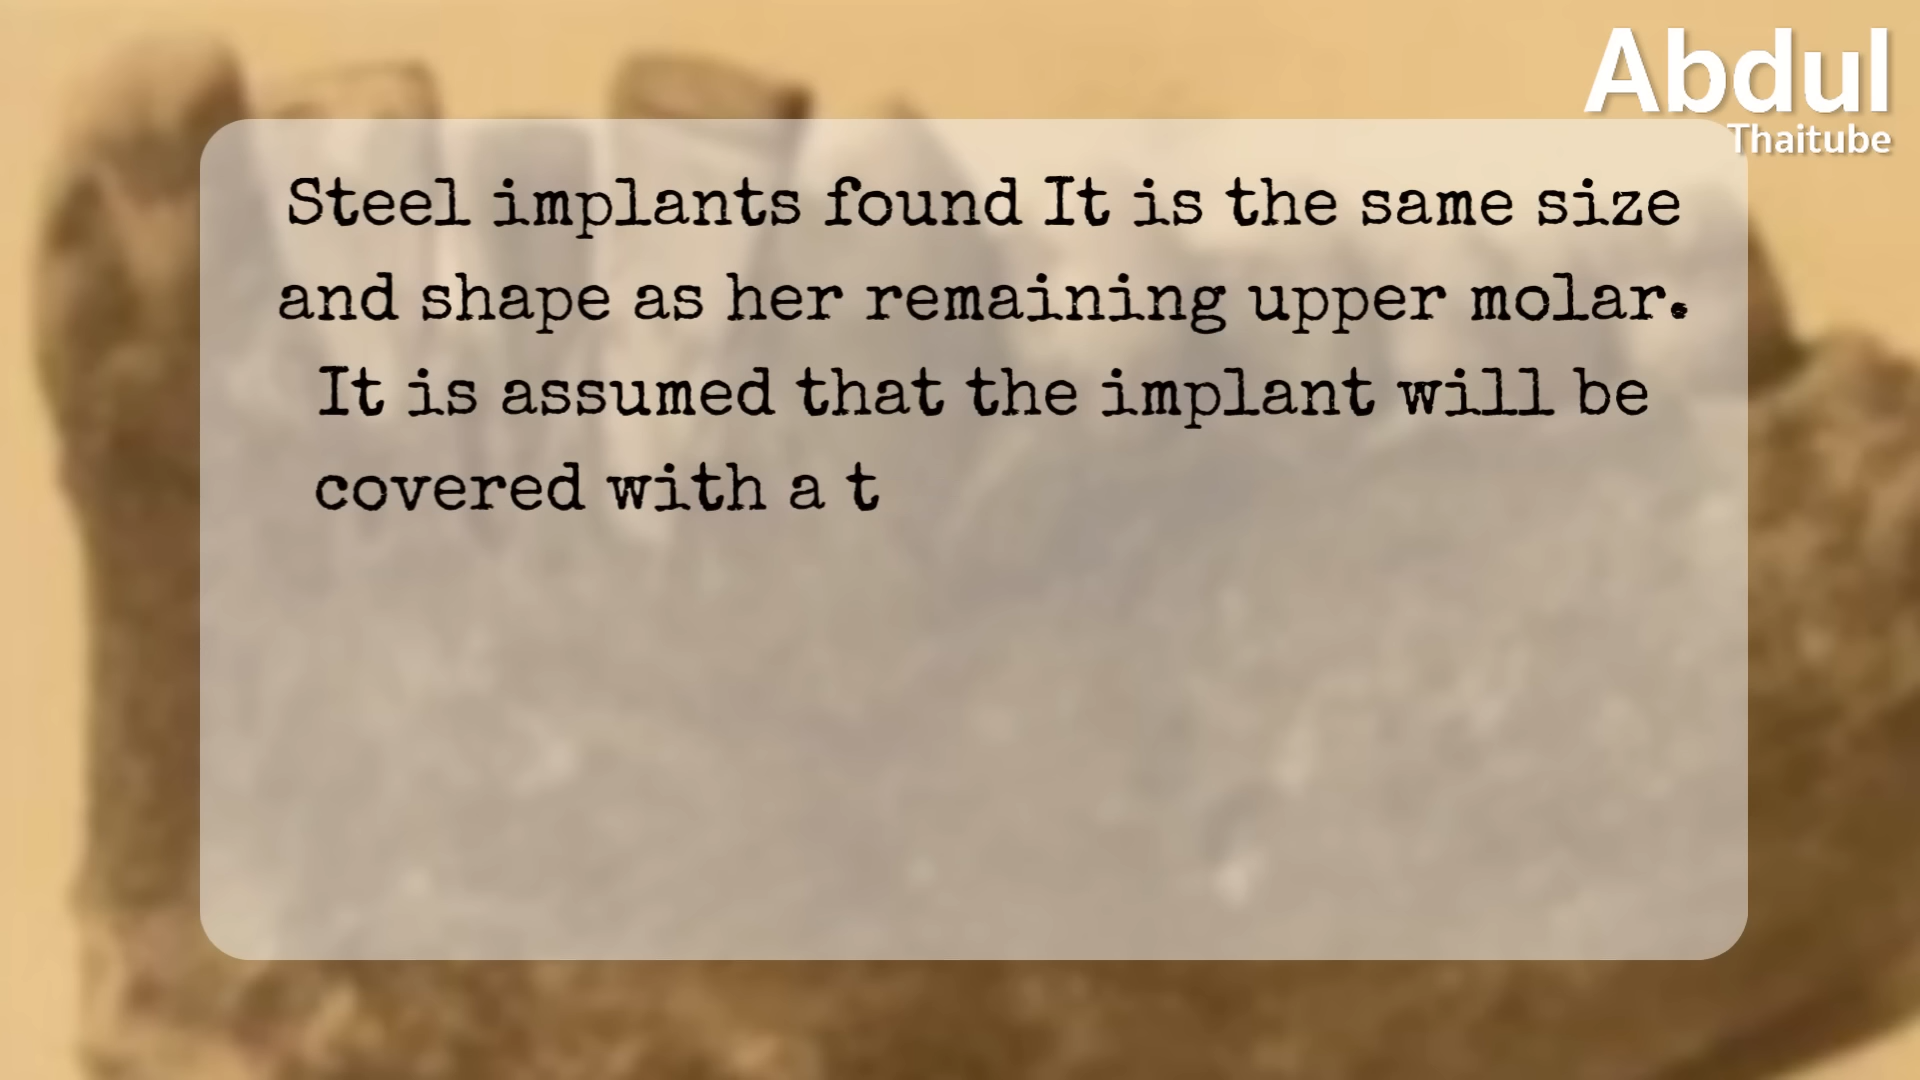 Abdul
Thaitube
Steel implants found It is the same size
and shape as her remaining upper molar.
It is assumed that the implant will be
covered with a t